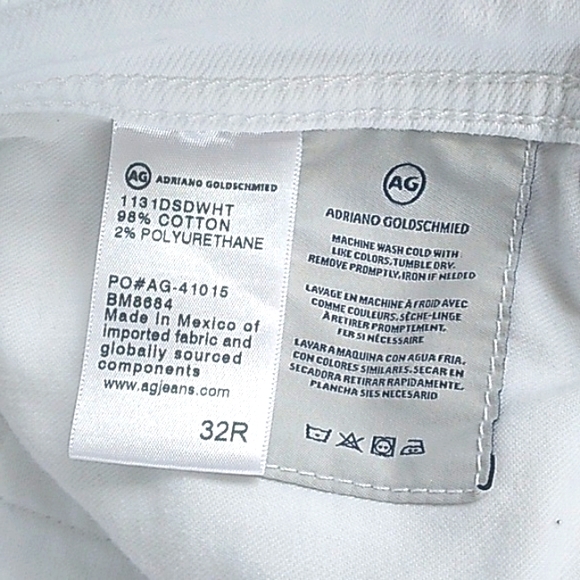 AG ADRIANO GOLDSCHMIED
1131DSDWHT
98% COTTON
2% POLYURETHANE
PO#AG-41015
BM8684
Made In Mexico of
imported fabric and
globally sourced
components
www.agjeans.com
32R
AG
ADRIANO GOLDSCHMIED
MACHINE WASH COLD WITH
LIKE COLORS. TUMBLE DRY.
REMOVE PROMPTLY. IRON IF NEEDED
LAVAGE EN MACHINE À FROID AVEC
COMME COULEURS. SÈCHE-LINGE
À RETIRER PROMPTEMENT.
FER SI NÉCESSAIRE
LAVAR A MAQUINA CON AGUA FRIA,
CON COLORES SIMILARES. SECAR EN
SECADORA RETIRAR RAPIDAMENTE.
PLANCHA SIES NECESARIO